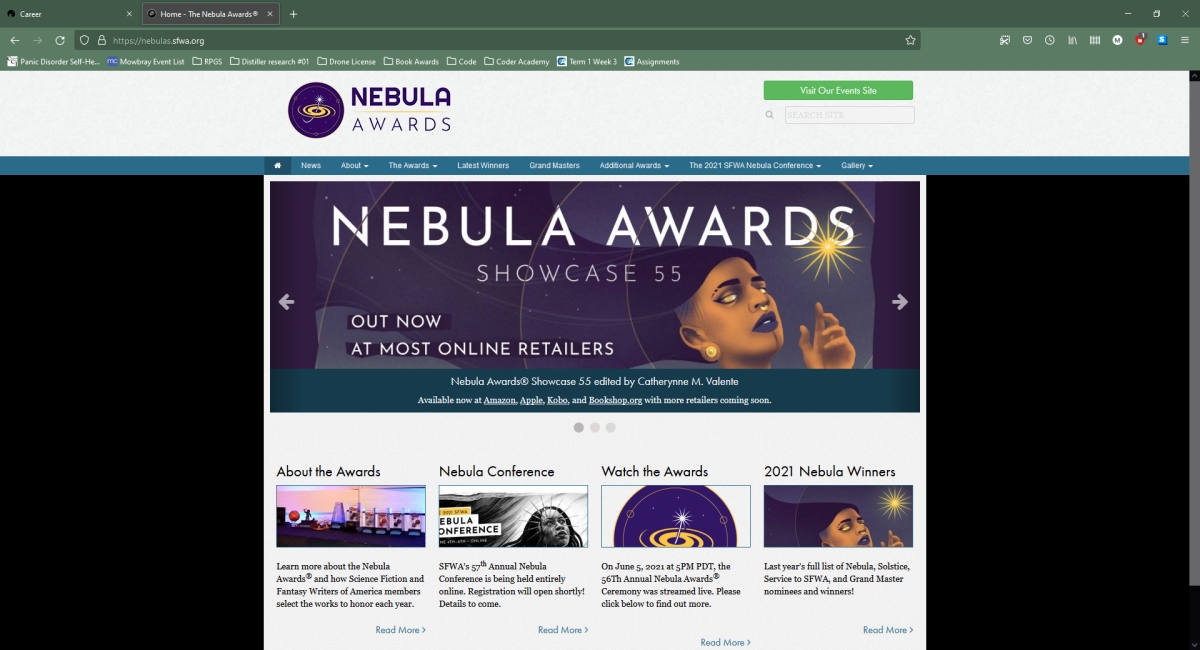 Career
Home - The Nebula Awards®
https://nebulas.sfwa.org
Panic Disorder Self-He...
mc Mowbray Event List
RPGS
Distiller research #01
Drone License
Book Awards
Code
Coder Academy
Term 1 Week 3
Assignments
NEBULA
AWARDS
Visit Our Events Site
SEARCH SITE
News
About
The Awards
Latest Winners
Grand Masters
Additional Awards
The 2021 SFWA Nebula Conference
Gallery
NEBULA AWARDS
SHOWCASE 55
OUT NOW
AT MOST ONLINE RETAILERS
Nebula Awards® Showcase 55 edited by Catherynne M. Valente
Available now at Amazon, Apple, Kobo, and Bookshop.org with more retailers coming soon.
About the Awards
Learn more about the Nebula
Awards® and how Science Fiction and
Fantasy Writers of America members
select the works to honor each year.
Read More
Nebula Conference
EBULA
ONFERENCE
SFWA's 57th Annual Nebula
Conference is being held entirely
online. Registration will open shortly!
Details to come.
Read More
Watch the Awards
On June 5, 2021 at 5PM PDT, the
56Th Annual Nebula Awards®
Ceremony was streamed live. Please
click below to find out more.
Read More
2021 Nebula Winners
Last year's full list of Nebula, Solstice,
Service to SFWA, and Grand Master
nominees and winners!
Read More